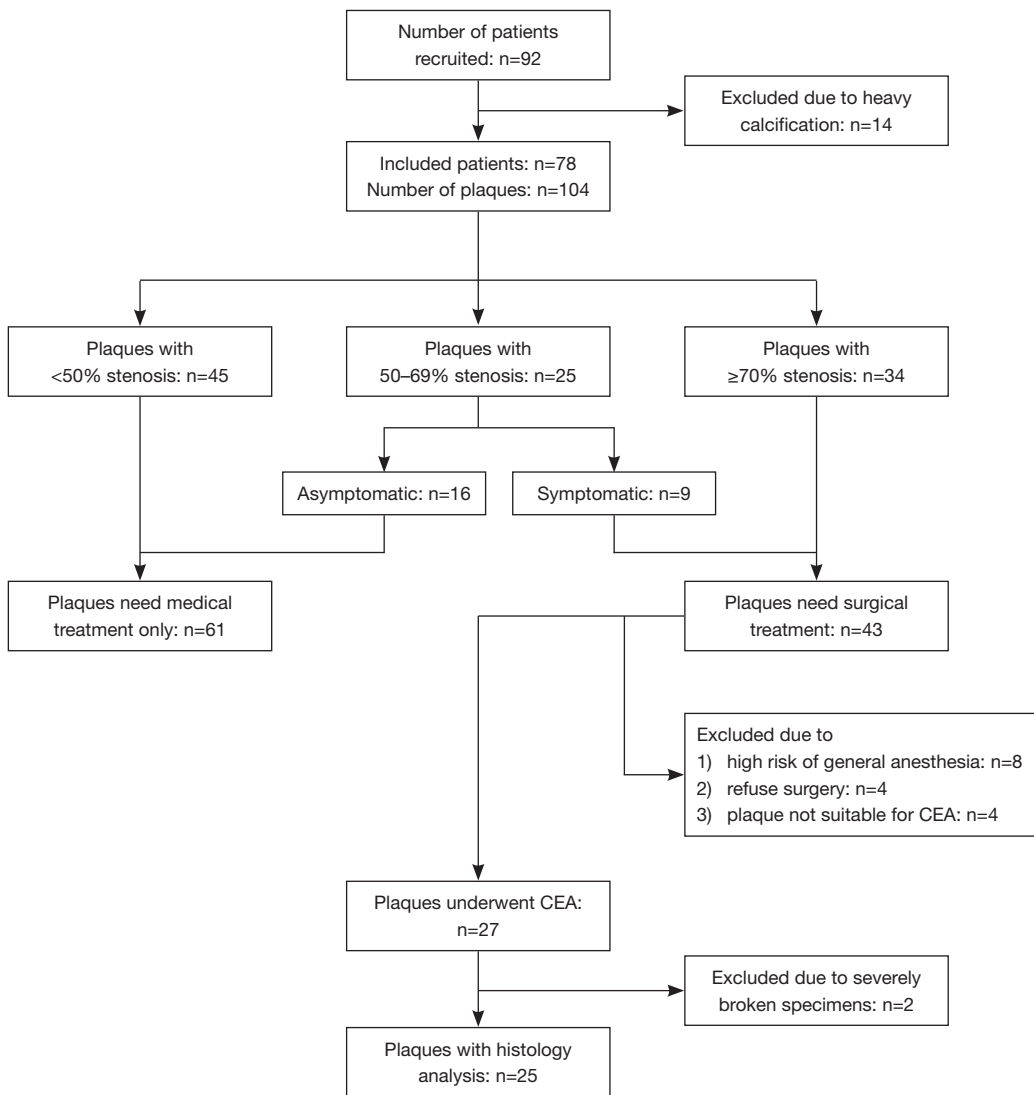 Number of patients
recruited: n=92
Excluded due to heavy
calcification: n=14
Included patients: n=78
Number of plaques: n=104
Plaques with
<50% stenosis: n=45
Plaques with
50–69% stenosis: n=25
Plaques with
≥70% stenosis: n=34
Asymptomatic: n=16
Symptomatic: n=9
Plaques need medical
treatment only: n=61
Plaques need surgical
treatment: n=43
Excluded due to
1) high risk of general anesthesia: n=8
2) refuse surgery: n=4
3) plaque not suitable for CEA: n=4
Plaques underwent CEA:
n=27
Excluded due to severely
broken specimens: n=2
Plaques with histology
analysis: n=25